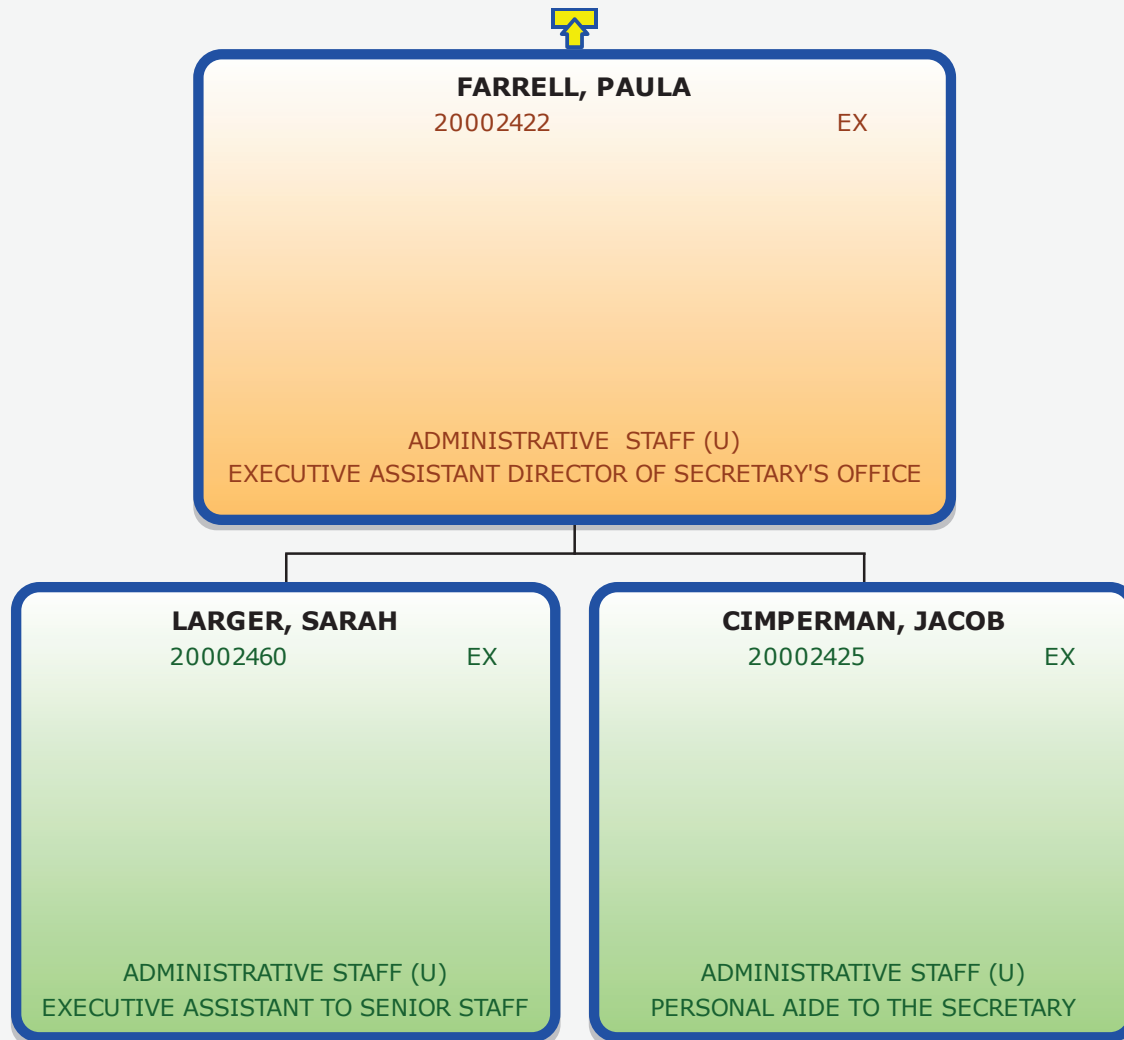 FARRELL, PAULA
20002422 EX
ADMINISTRATIVE  STAFF (U)
EXECUTIVE ASSISTANT DIRECTOR OF SECRETARY'S OFFICE
LARGER, SARAH
20002460 EX
ADMINISTRATIVE STAFF (U)
EXECUTIVE ASSISTANT TO SENIOR STAFF
CIMPERMAN, JACOB
20002425 EX
ADMINISTRATIVE STAFF (U)
PERSONAL AIDE TO THE SECRETARY